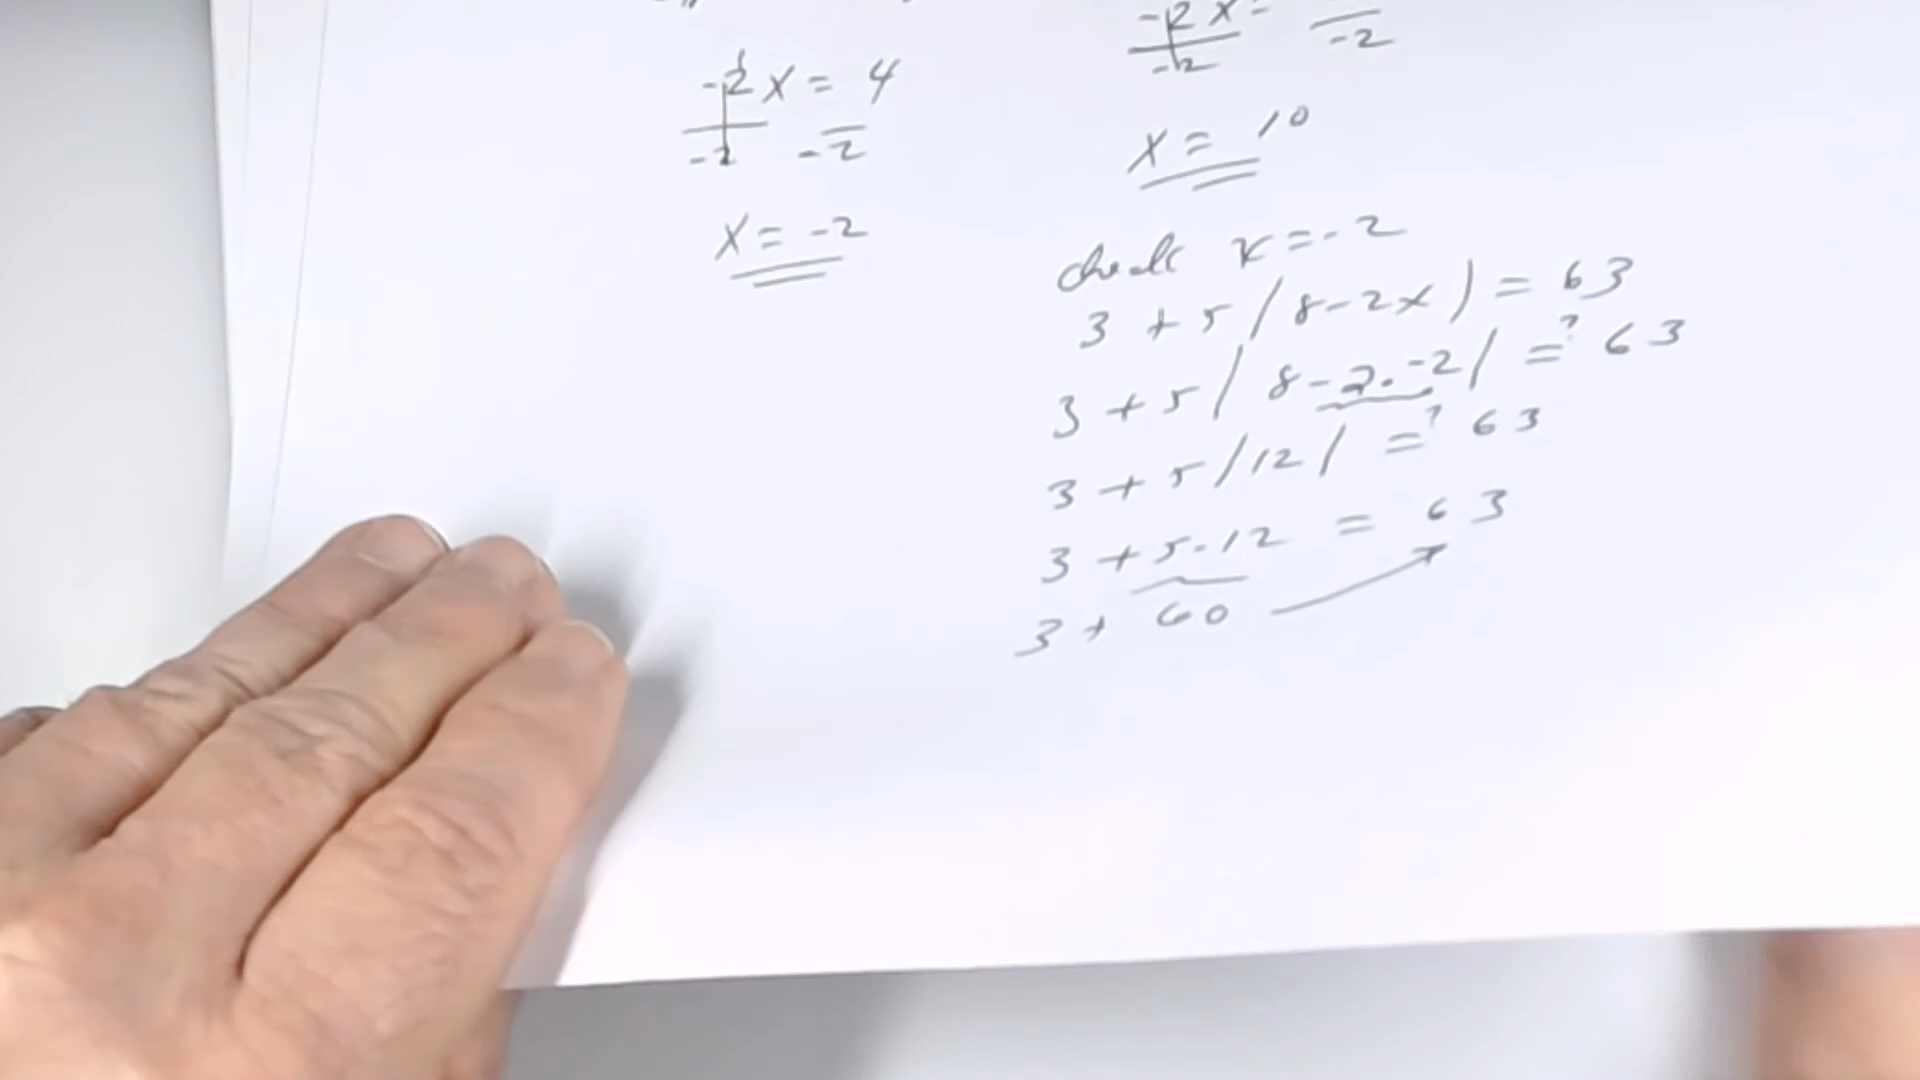 -2x = 4
-2 -2
x = -2
-2x =
-2 -2
x = 10
check x = -2
3 + 5|8-2x| = 63
3 + 5|8-2·-2| =? 63
3 + 5|12| =? 63
3 + 5·12 = 63
3 + 60